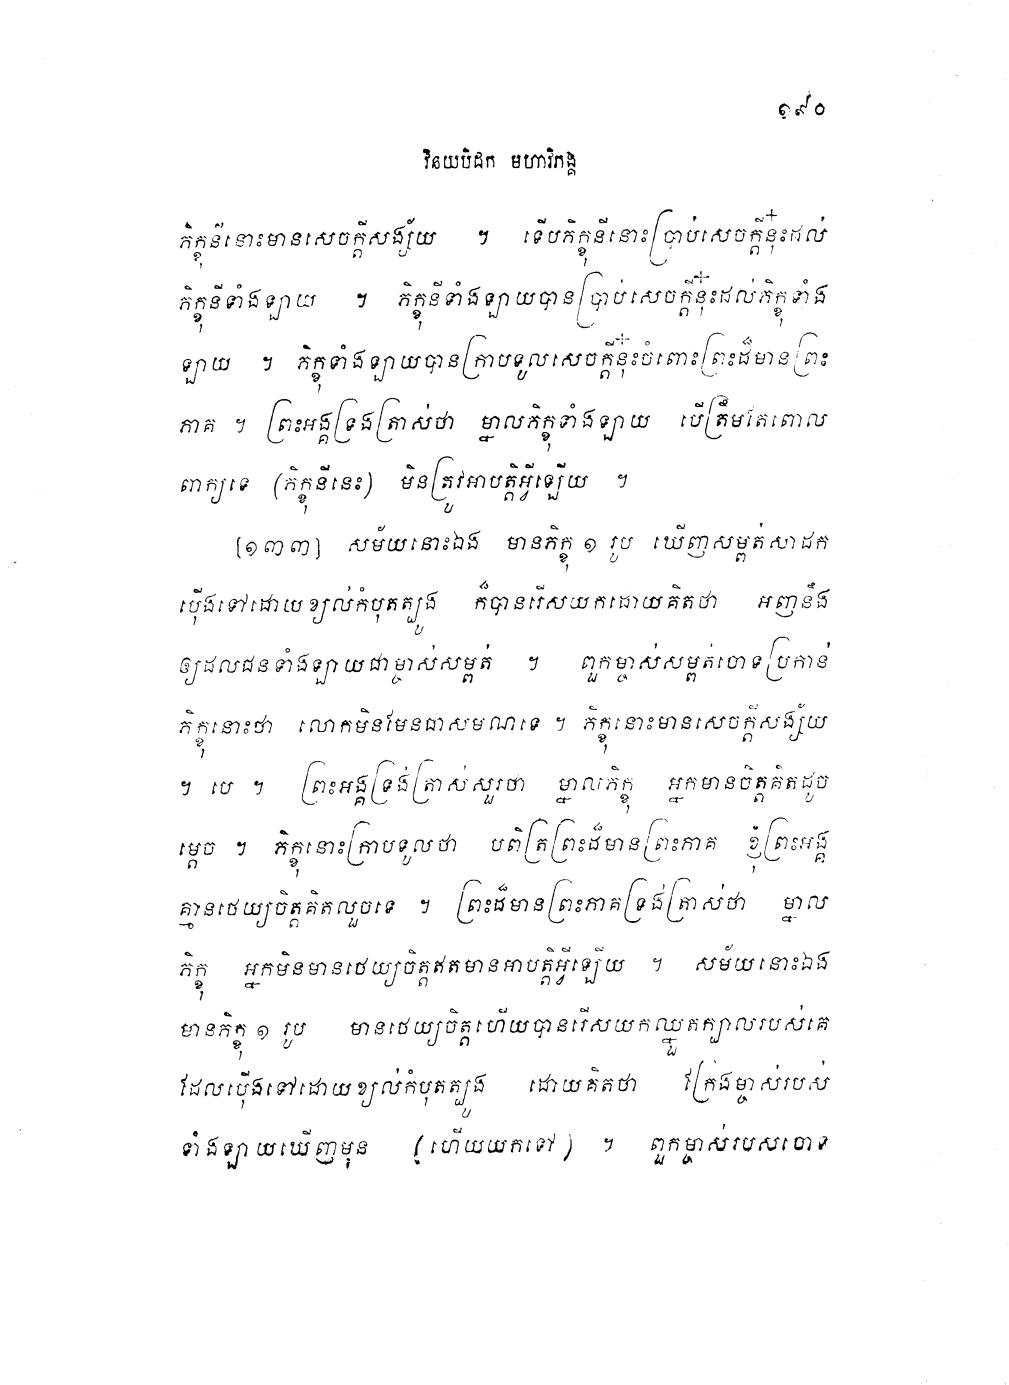 ១៩០
វិនយបិដក មហាវិភង្គ
ភិក្ខុនីនោះមានសេចក្តីសង្ស័យ ។ ទើបភិក្ខុនីនោះប្រាប់សេចក្តីនុ៎ះដល់
ភិក្ខុនីទាំងឡាយ ។ ភិក្ខុនីទាំងឡាយបានប្រាប់សេចក្តីនុ៎ះដល់ភិក្ខុទាំង
ឡាយ ។ ភិក្ខុទាំងឡាយបានក្រាបទូលសេចក្តីនុ៎ះចំពោះព្រះដ៏មានព្រះ
ភាគ ។ ព្រះអង្គទ្រង់ត្រាស់ថា ម្នាលភិក្ខុទាំងឡាយ បើត្រឹមតែពោល
ពាក្យទេ (ភិក្ខុនីនេះ) មិនត្រូវអាបត្តិអ្វីឡើយ ។
[១៣៣] សម័យនោះឯង មានភិក្ខុ ១ រូប ឃើញសម្ពត់សាដក
ប៉ើងទៅដោយខ្យល់កំបុតត្បូង ក៏បានរើសយកដោយគិតថា អញនឹង
ឲ្យដល់ជនទាំងឡាយជាម្ចាស់សម្ពត់ ។ ពួកម្ចាស់សម្ពត់ចោទប្រកាន់
ភិក្ខុនោះថា លោកមិនមែនជាសមណទេ ។ ភិក្ខុនោះមានសេចក្តីសង្ស័យ
។ បេ ។ ព្រះអង្គទ្រង់ត្រាស់សួរថា ម្នាលភិក្ខុ អ្នកមានចិត្តគិតដូច
ម្តេច ។ ភិក្ខុនោះក្រាបទូលថា បពិត្រព្រះដ៏មានព្រះភាគ ខ្ញុំព្រះអង្គ
គ្មានថេយ្យចិត្តគិតលួចទេ ។ ព្រះដ៏មានព្រះភាគទ្រង់ត្រាស់ថា ម្នាល
ភិក្ខុ អ្នកមិនមានថេយ្យចិត្តឥតមានអាបត្តិអ្វីឡើយ ។ សម័យនោះឯង
មានភិក្ខុ ១ រូប មានថេយ្យចិត្តហើយបានរើសយកឈ្នួតក្បាលរបស់គេ
ដែលប៉ើងទៅដោយខ្យល់កំបុតត្បូង ដោយគិតថា ក្រែងម្ចាស់របស់
ទាំងឡាយឃើញមុន (ហើយយកទៅ) ។ ពួកម្ចាស់របស់ចោទ